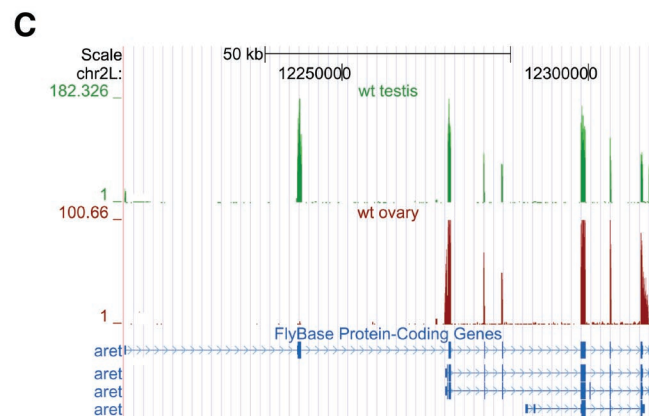 C
Scale 50 kb
chr2L: 12250000 12300000
182.326 wt testis
1
100.66 wt ovary
1
FlyBase Protein-Coding Genes
aret
aret
aret
aret